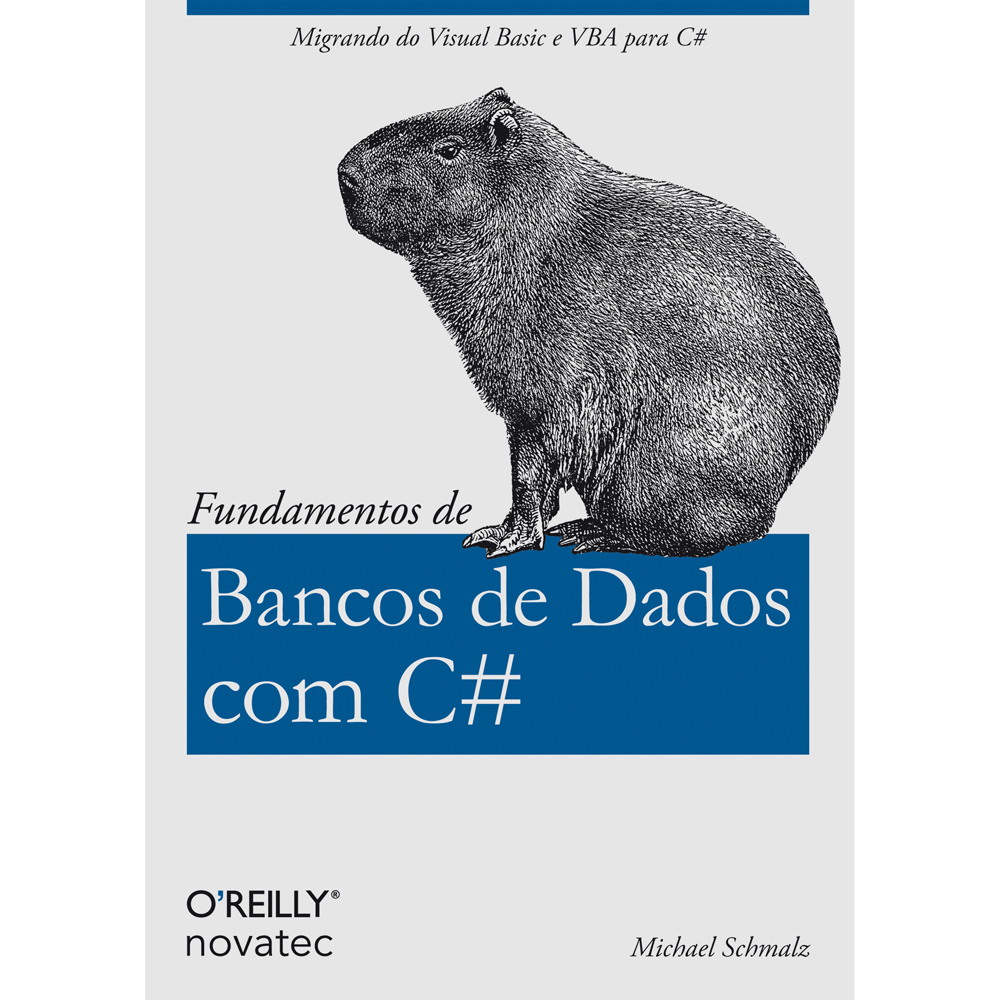 Migrando do Visual Basic e VBA para C#
Fundamentos de
Bancos de Dados
com C#
O'REILLY®
novatec
Michael Schmalz